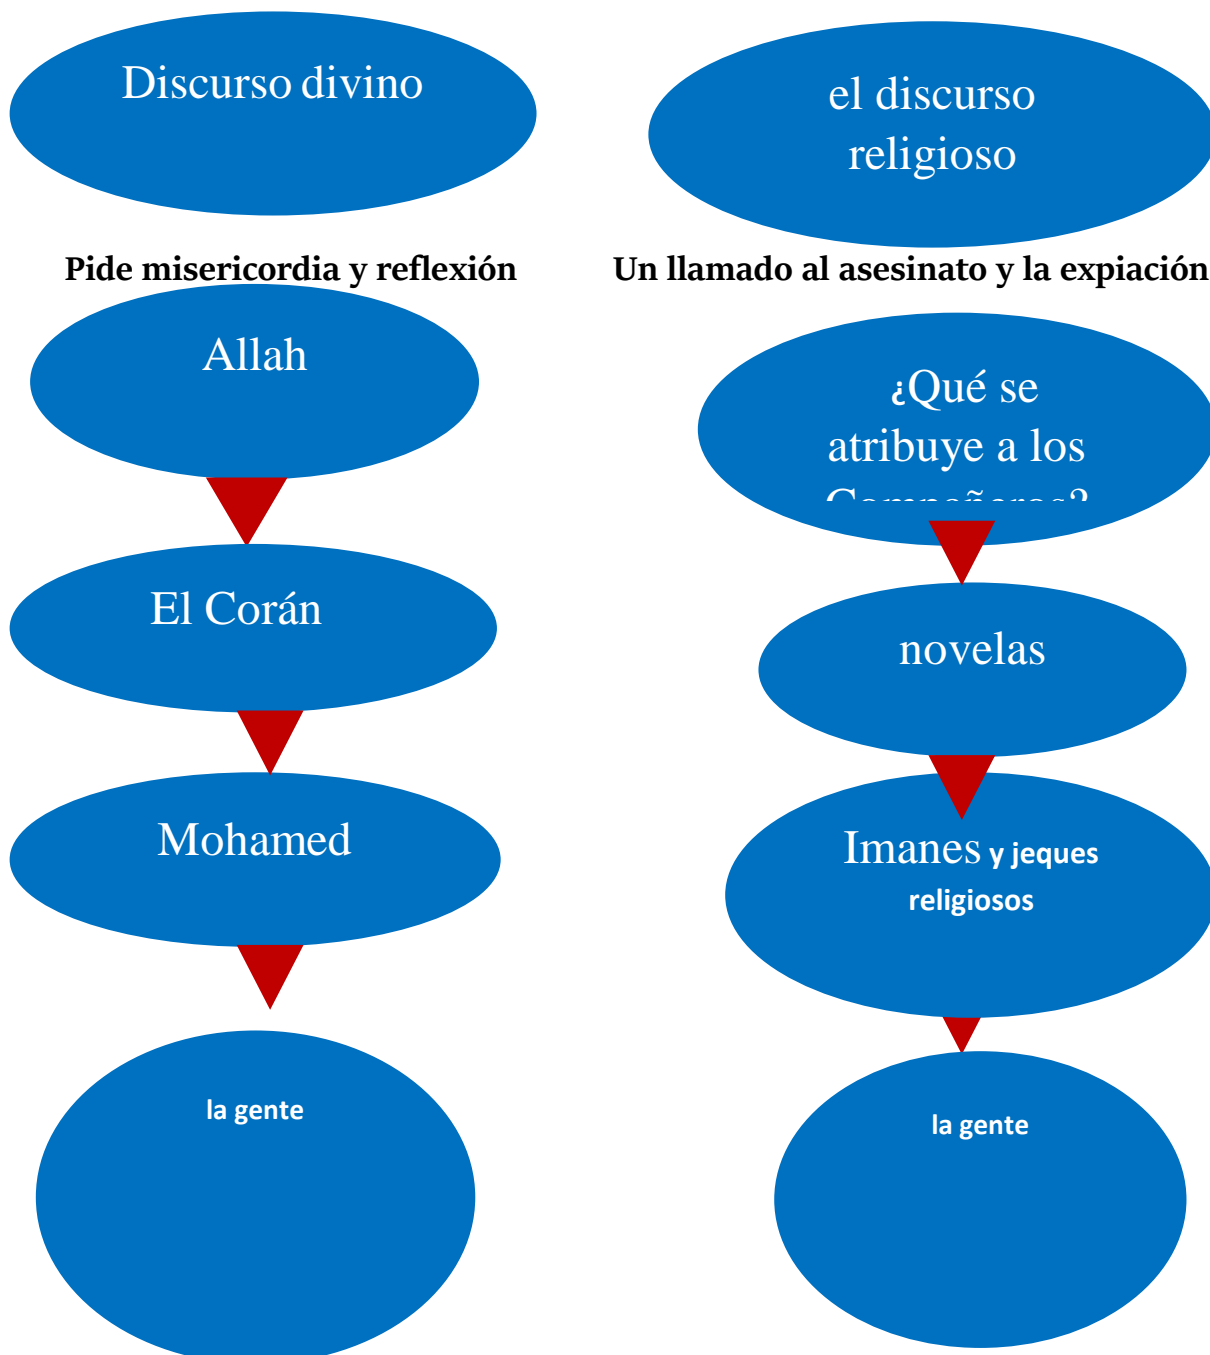 Discurso divino
Pide misericordia y reflexión
Allah
El Corán
Mohamed
la gente
el discurso
religioso
Un llamado al asesinato y la expiación
¿Qué se
atribuye a los
novelas
Imanes y jeques
religiosos
la gente